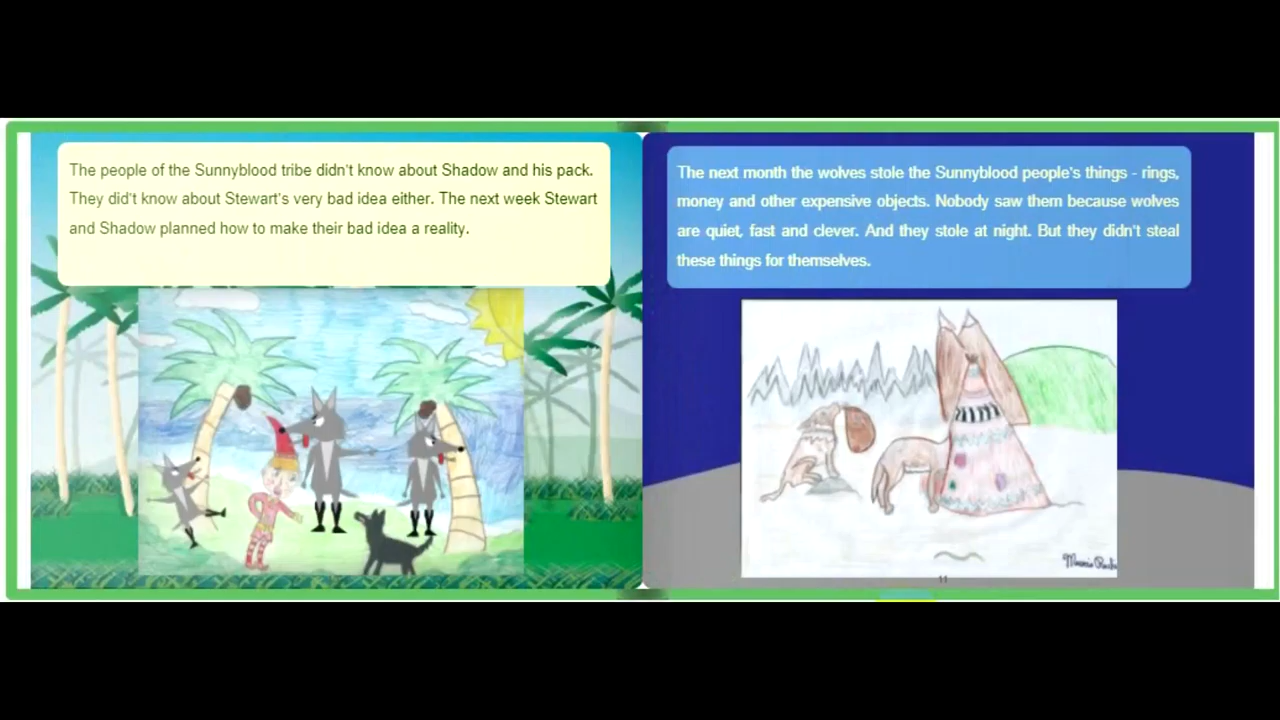 The people of the Sunnyblood tribe didn't know about Shadow and his pack.
They did't know about Stewart's very bad idea either. The next week Stewart
and Shadow planned how to make their bad idea a reality.
The next month the wolves stole the Sunnyblood people's things - rings,
money and other expensive objects. Nobody saw them because wolves
are quiet, fast and clever. And they stole at night. But they didn't steal
these things for themselves.
11